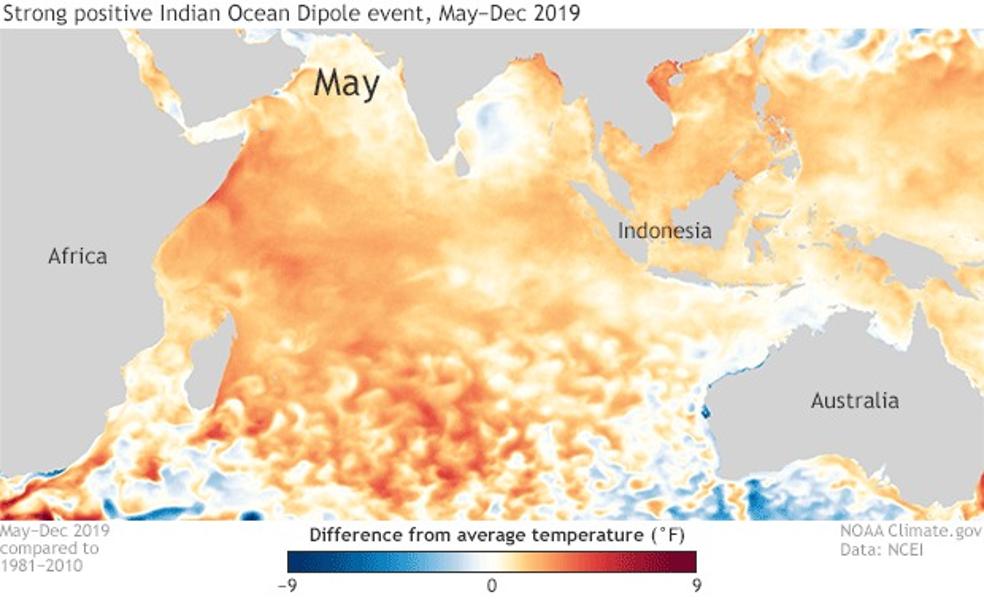 Strong positive Indian Ocean Dipole event, May–Dec 2019
May
Africa
Indonesia
Australia
May–Dec 2019
compared to
1981–2010
Difference from average temperature (˚F)
−9
0
9
NOAA Climate.gov
Data: NCEI